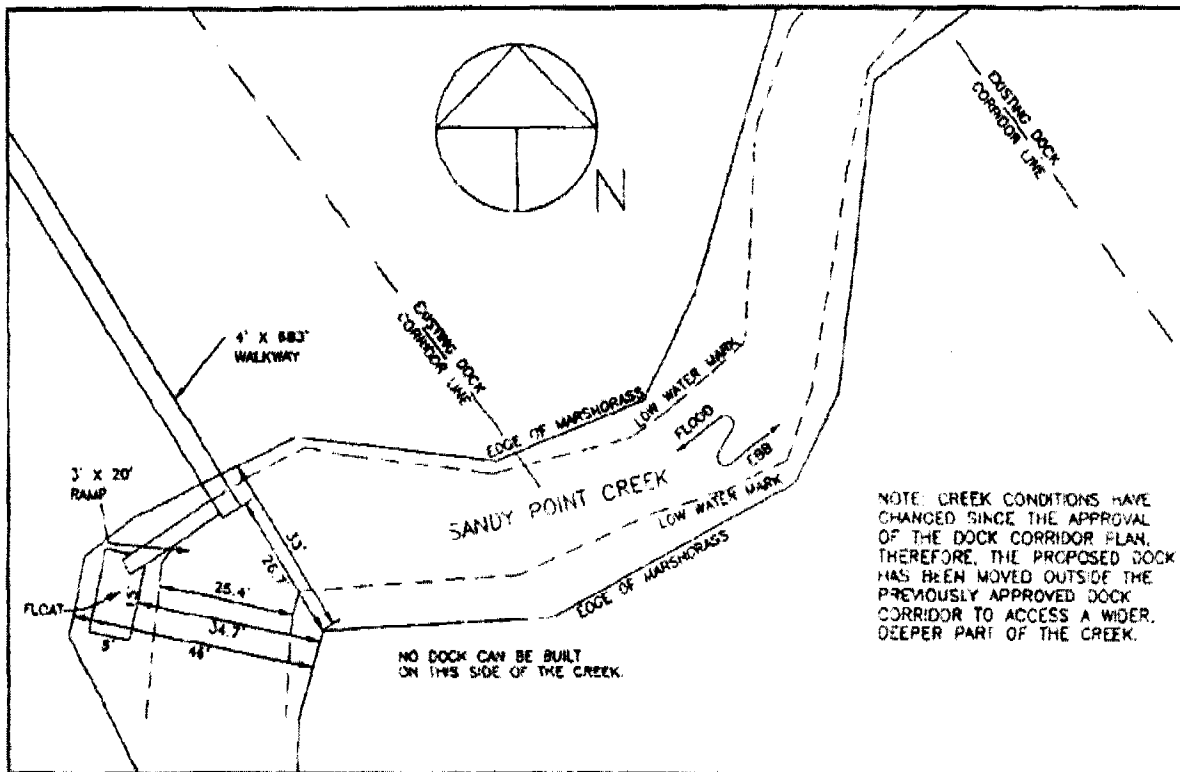 EXISTING DOCK
CORRIDOR LINE
N
EXISTING DOCK
CORRIDOR LINE
4' X 683'
WALKWAY
EDGE OF MARSHGRASS
LOW WATER MARK
FLOOD
EBB
3' X 20'
RAMP
SANDY POINT CREEK
LOW WATER MARK
EDGE OF MARSHGRASS
33'
26.7'
FLOAT
15'
25.4'
34.7'
5'
46'
NO DOCK CAN BE BUILT
ON THIS SIDE OF THE CREEK.
NOTE: CREEK CONDITIONS HAVE
CHANGED SINCE THE APPROVAL
OF THE DOCK CORRIDOR PLAN.
THEREFORE, THE PROPOSED DOCK
HAS BEEN MOVED OUTSIDE THE
PREVIOUSLY APPROVED DOCK
CORRIDOR TO ACCESS A WIDER,
DEEPER PART OF THE CREEK.